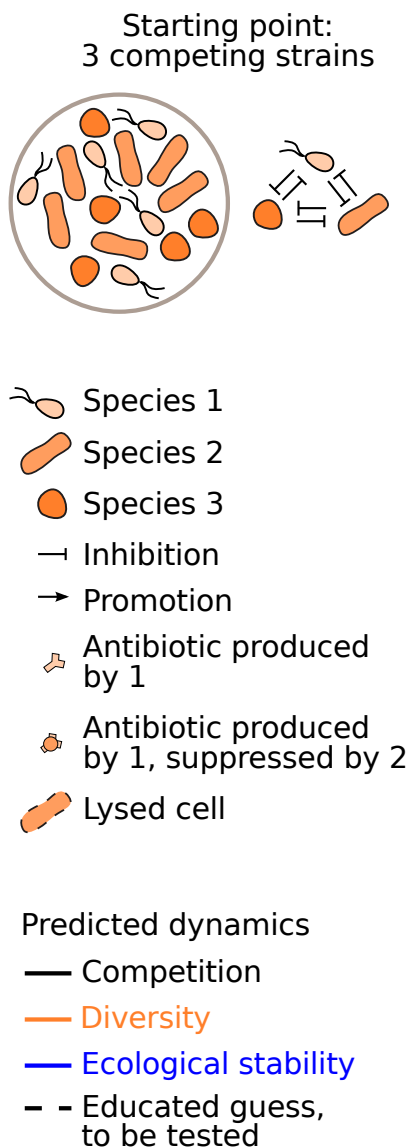 Starting point:
3 competing strains
Species 1
Species 2
Species 3
Inhibition
Promotion
Antibiotic produced
by 1
Antibiotic produced
by 1, suppressed by 2
Lysed cell
Predicted dynamics
Competition
Diversity
Ecological stability
Educated guess,
to be tested